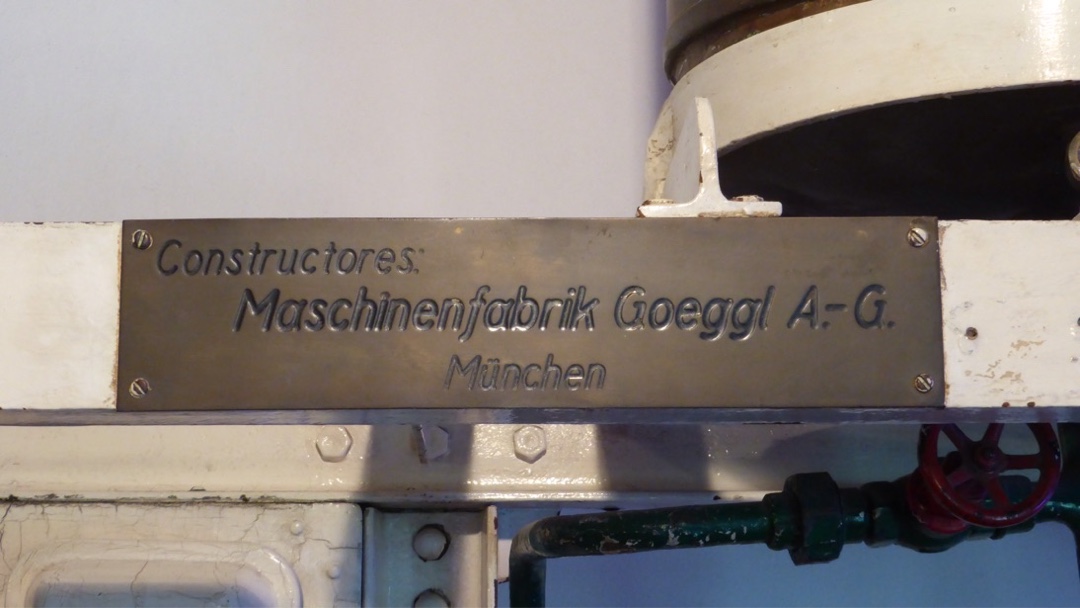 Constructores:
Maschinenfabrik Goeggl A.-G.
München